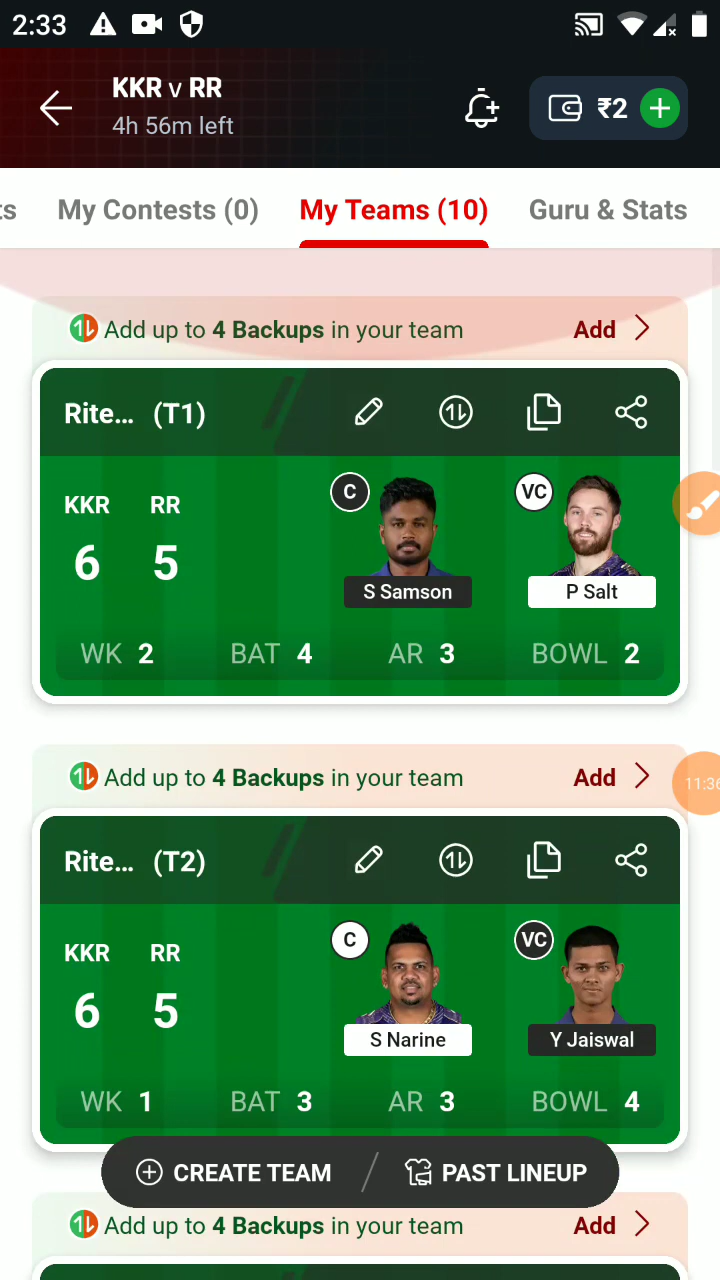 2:33
KKR v RR
4h 56m left
₹2
ts My Contests (0) My Teams (10) Guru & Stats
Add up to 4 Backups in your team Add
Rite... (T1)
C VC
KKR RR
6 5
S Samson P Salt
WK 2 BAT 4 AR 3 BOWL 2
11:36
Add up to 4 Backups in your team Add
Rite... (T2)
C VC
KKR RR
6 5
S Narine Y Jaiswal
WK 1 BAT 3 AR 3 BOWL 4
CREATE TEAM PAST LINEUP
Add up to 4 Backups in your team Add